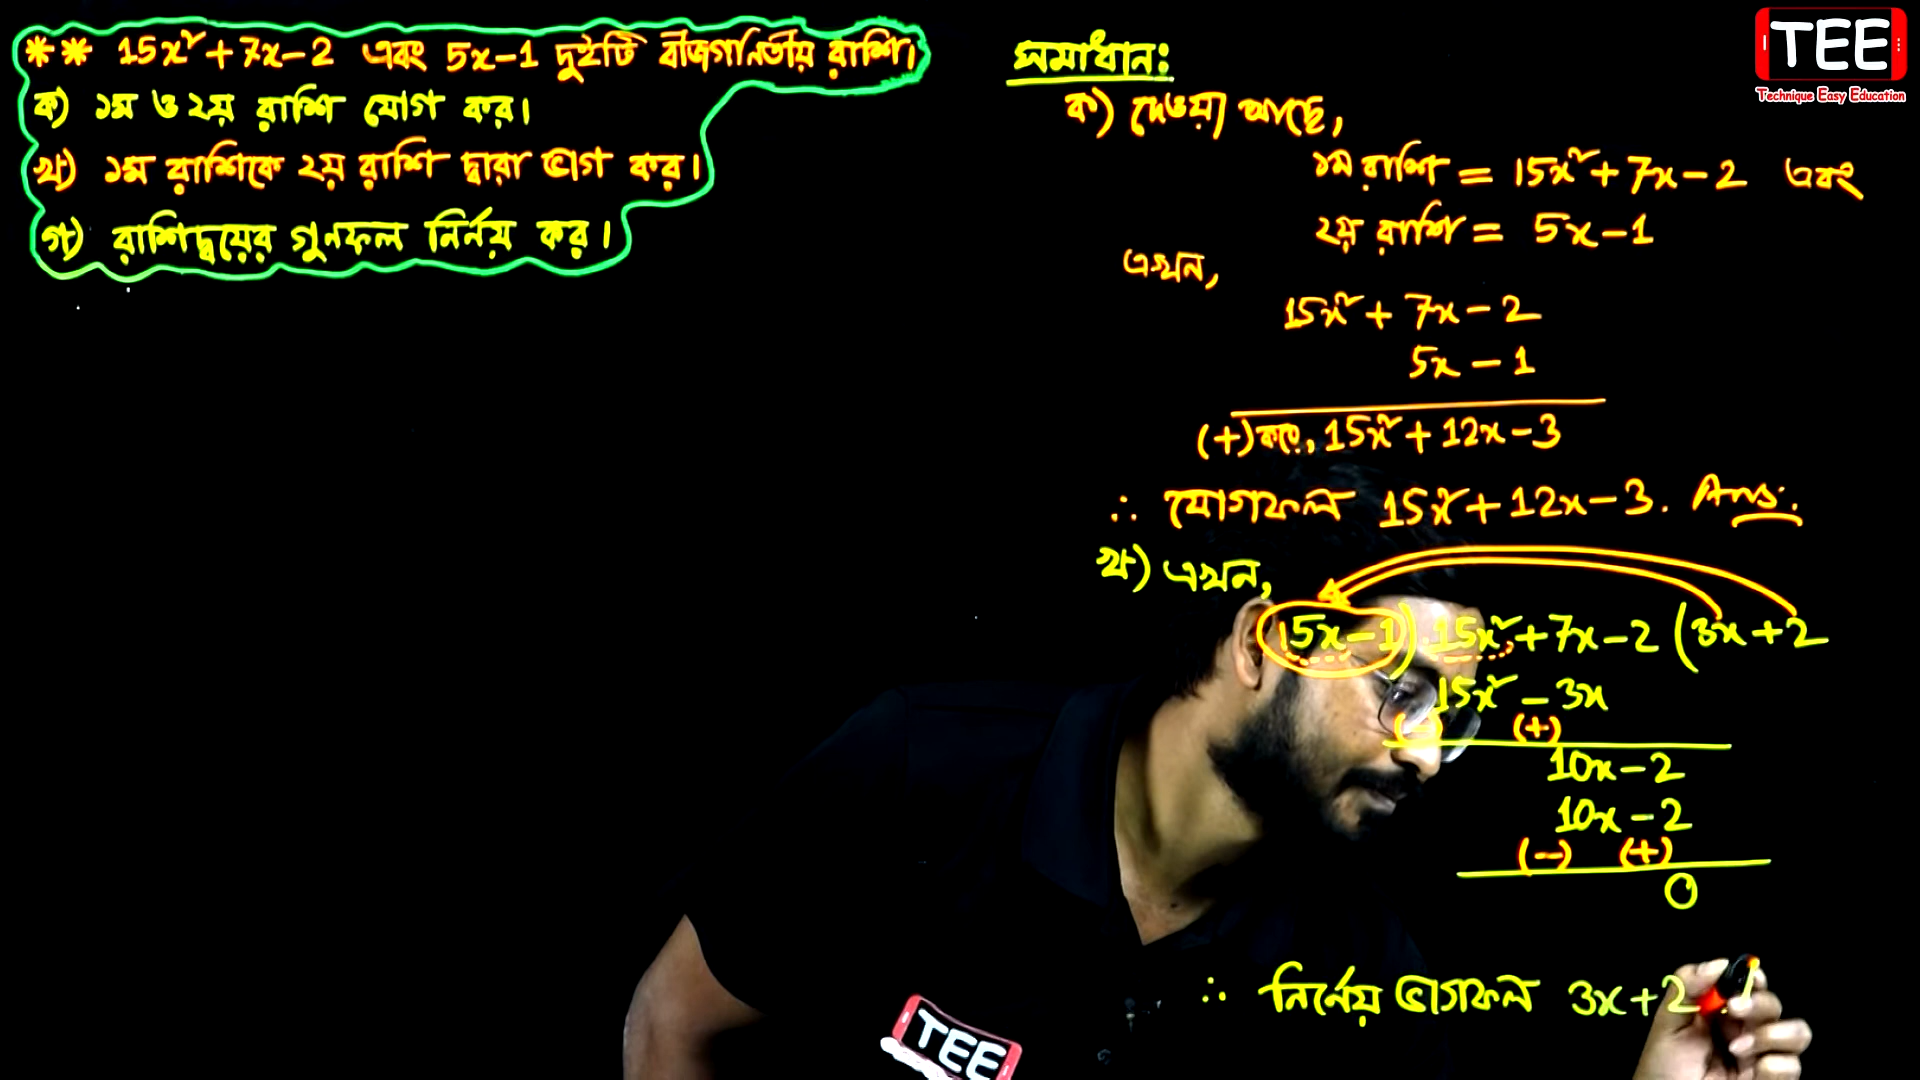 ** 15x²+7x-2 এবং 5x-1 দুইটি বীজগানিতীয় রাশি।
ক) ১ম ও ২য় রাশি যোগ কর।
খ) ১ম রাশিকে ২য় রাশি দ্বারা ভাগ কর।
গ) রাশিদ্বয়ের গুনফল নির্নয় কর।
সমাধান:
ক) দেওয়া আছে,
১ম রাশি = 15x²+7x-2 এবং
২য় রাশি = 5x-1
এখন,
15x²+7x-2
5x-1
(+) করে, 15x²+12x-3
∴ যোগফল 15x²+12x-3. Ans:
খ) এখন,
5x-1) 15x²+7x-2 (3x+2
15x²-3x
(-) (+)
10x-2
10x-2
(-) (+)
0
∴ নির্নেয় ভাগফল 3x+2
TEE
Technique Easy Education
TEE